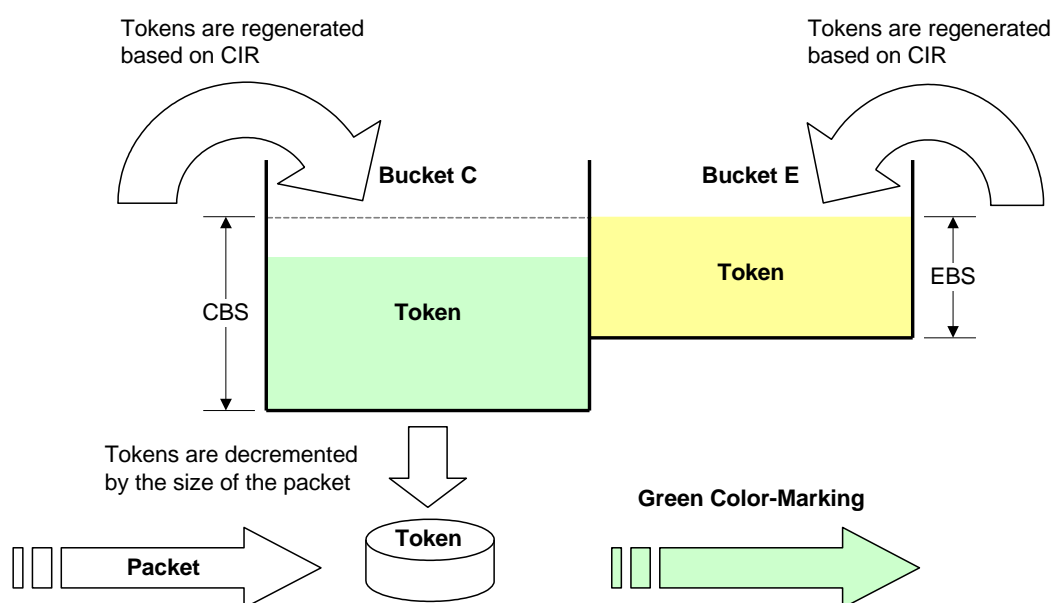 Tokens are regenerated
based on CIR
Tokens are regenerated
based on CIR
Bucket C
Bucket E
CBS
Token
Token
EBS
Tokens are decremented
by the size of the packet
Green Color-Marking
Packet
Token